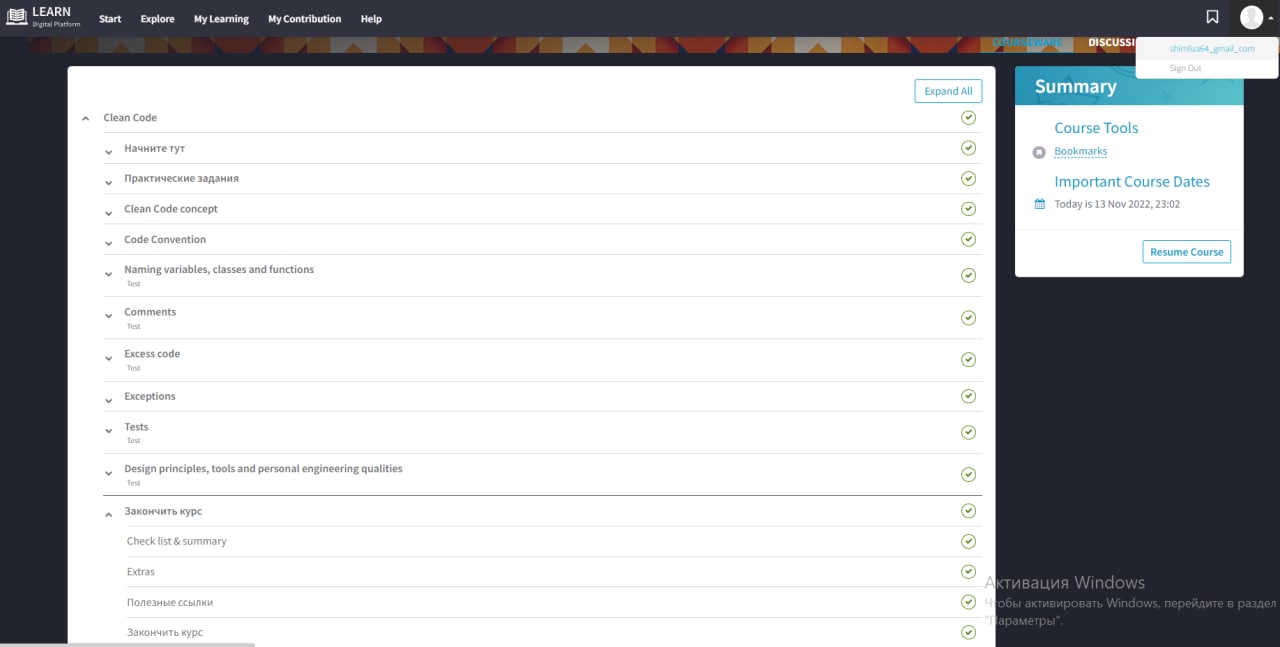 LEARN
Digital Platform
Start
Explore
My Learning
My Contribution
Help
COURSEWARE
DISCUSSI
shimliza64_gmail_com
Sign Out
Expand All
Clean Code
Начните тут
Практические задания
Clean Code concept
Code Convention
Naming variables, classes and functions
Test
Comments
Test
Excess code
Test
Exceptions
Tests
Test
Design principles, tools and personal engineering qualities
Test
Закончить курс
Check list & summary
Extras
Полезные ссылки
Закончить курс
Summary
Course Tools
Bookmarks
Important Course Dates
Today is 13 Nov 2022, 23:02
Resume Course
Активация Windows
Чтобы активировать Windows, перейдите в раздел
"Параметры".